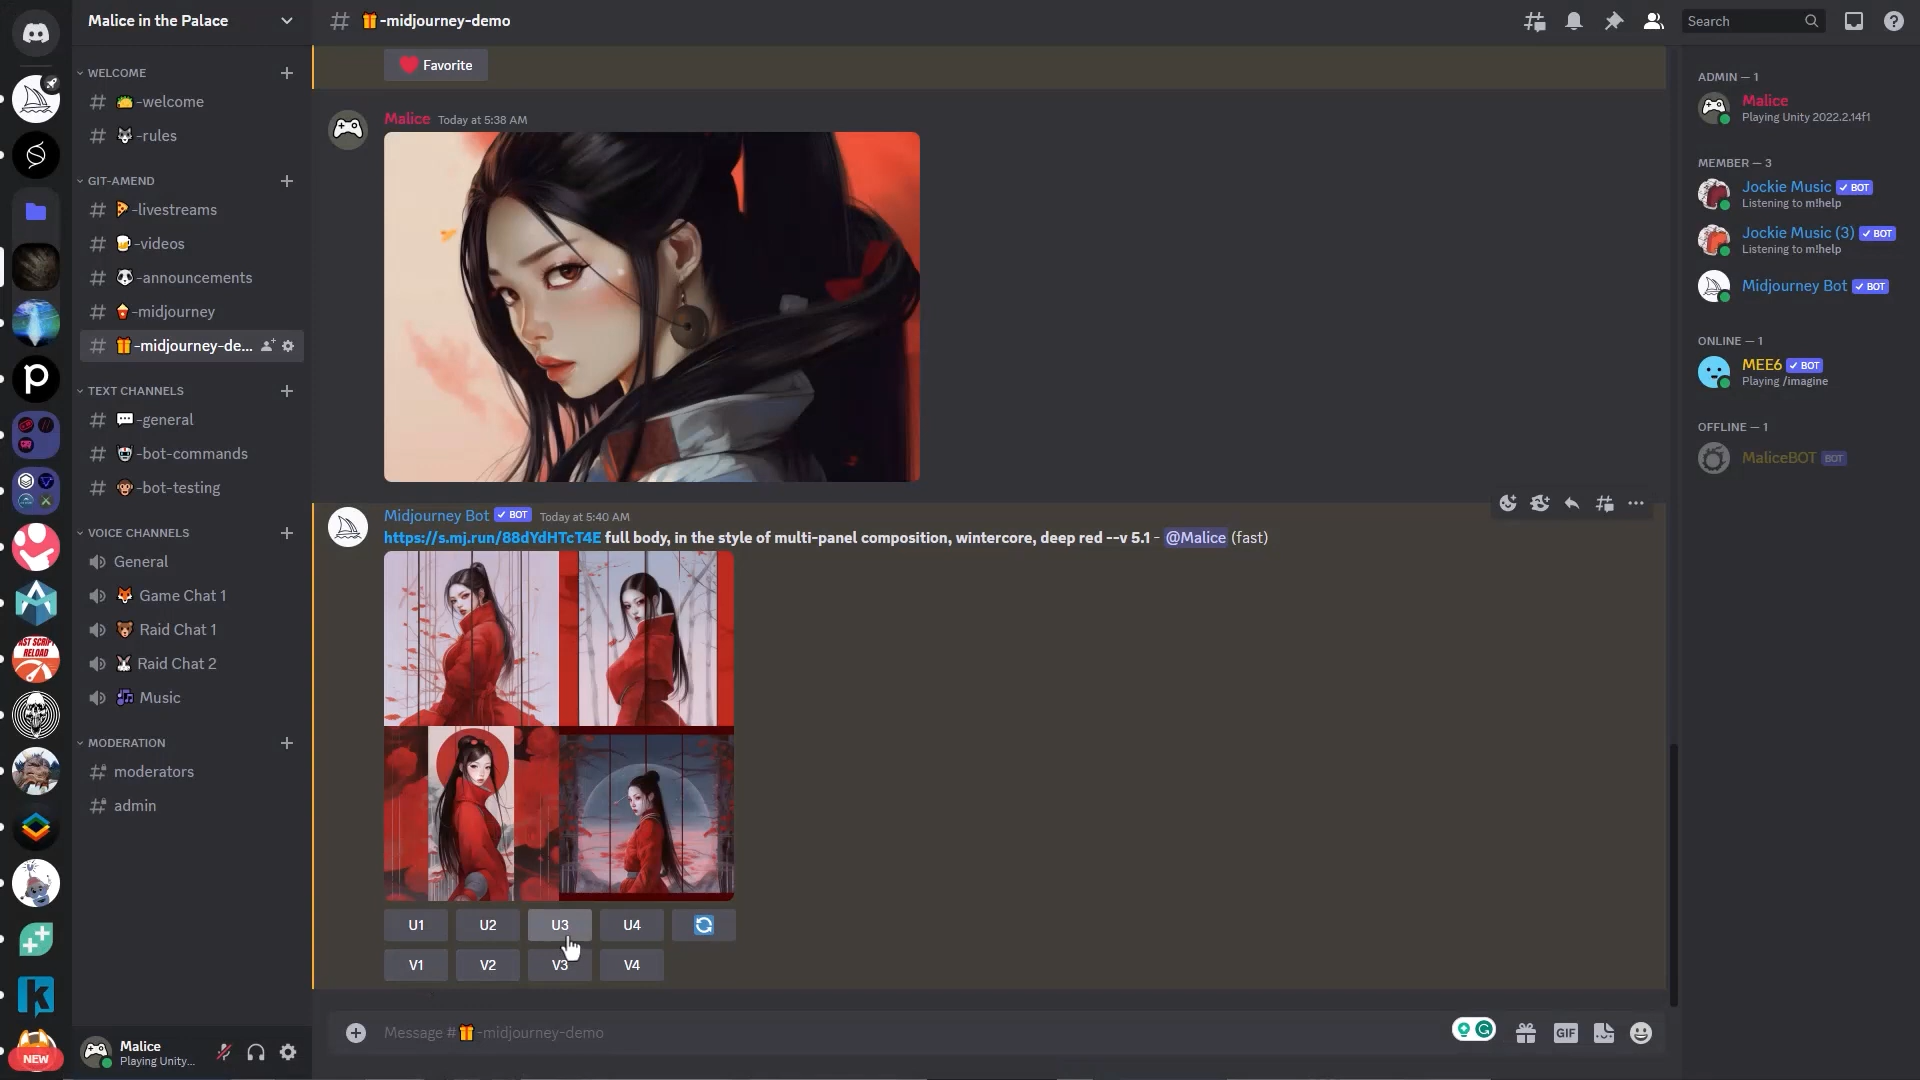 Malice in the Palace
WELCOME
-welcome
-rules
GIT-AMEND
-livestreams
-videos
-announcements
-midjourney
-midjourney-de...
TEXT CHANNELS
-general
-bot-commands
-bot-testing
VOICE CHANNELS
General
Game Chat 1
Raid Chat 1
Raid Chat 2
Music
MODERATION
moderators
admin
NEW
Malice
Playing Unity...
-midjourney-demo
Search
Favorite
Malice Today at 5:38 AM
Midjourney Bot BOT Today at 5:40 AM
https://s.mj.run/88dYdHTcT4E full body, in the style of multi-panel composition, wintercore, deep red --v 5.1 - @Malice (fast)
U1 U2 U3 U4
V1 V2 V3 V4
Message # -midjourney-demo
GIF
ADMIN — 1
Malice
Playing Unity 2022.2.14f1
MEMBER — 3
Jockie Music BOT
Listening to m!help
Jockie Music (3) BOT
Listening to m!help
Midjourney Bot BOT
ONLINE — 1
MEE6 BOT
Playing /imagine
OFFLINE — 1
MaliceBOT BOT